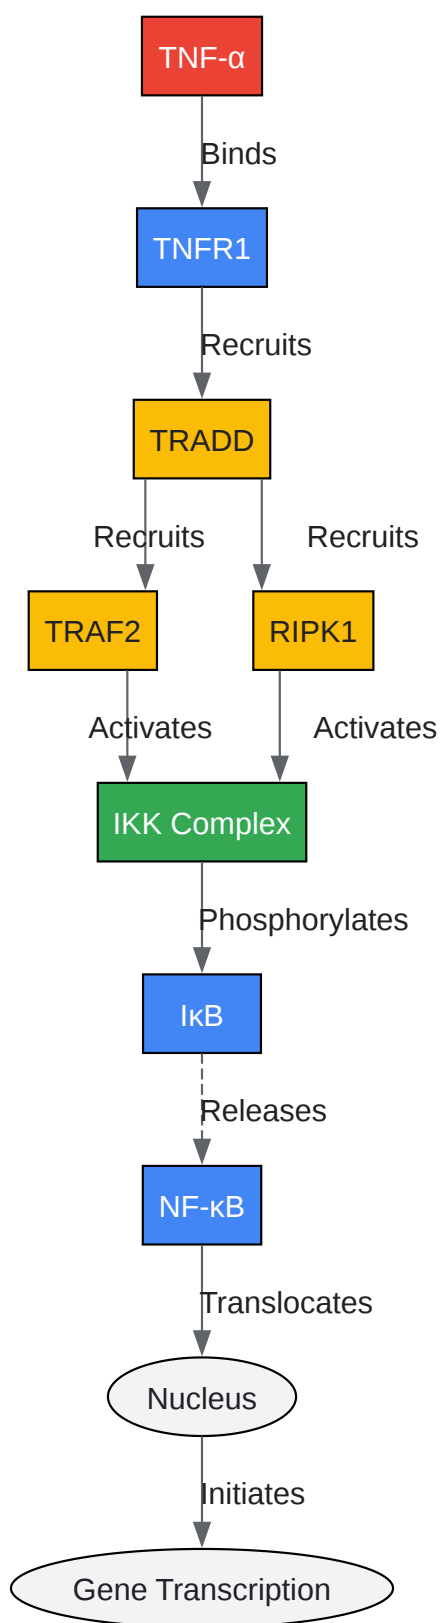 TNF-α
Binds
TNFR1
Recruits
TRADD
Recruits
Recruits
TRAF2
RIPK1
Activates
Activates
IKK Complex
Phosphorylates
IκB
Releases
NF-κB
Translocates
Nucleus
Initiates
Gene Transcription